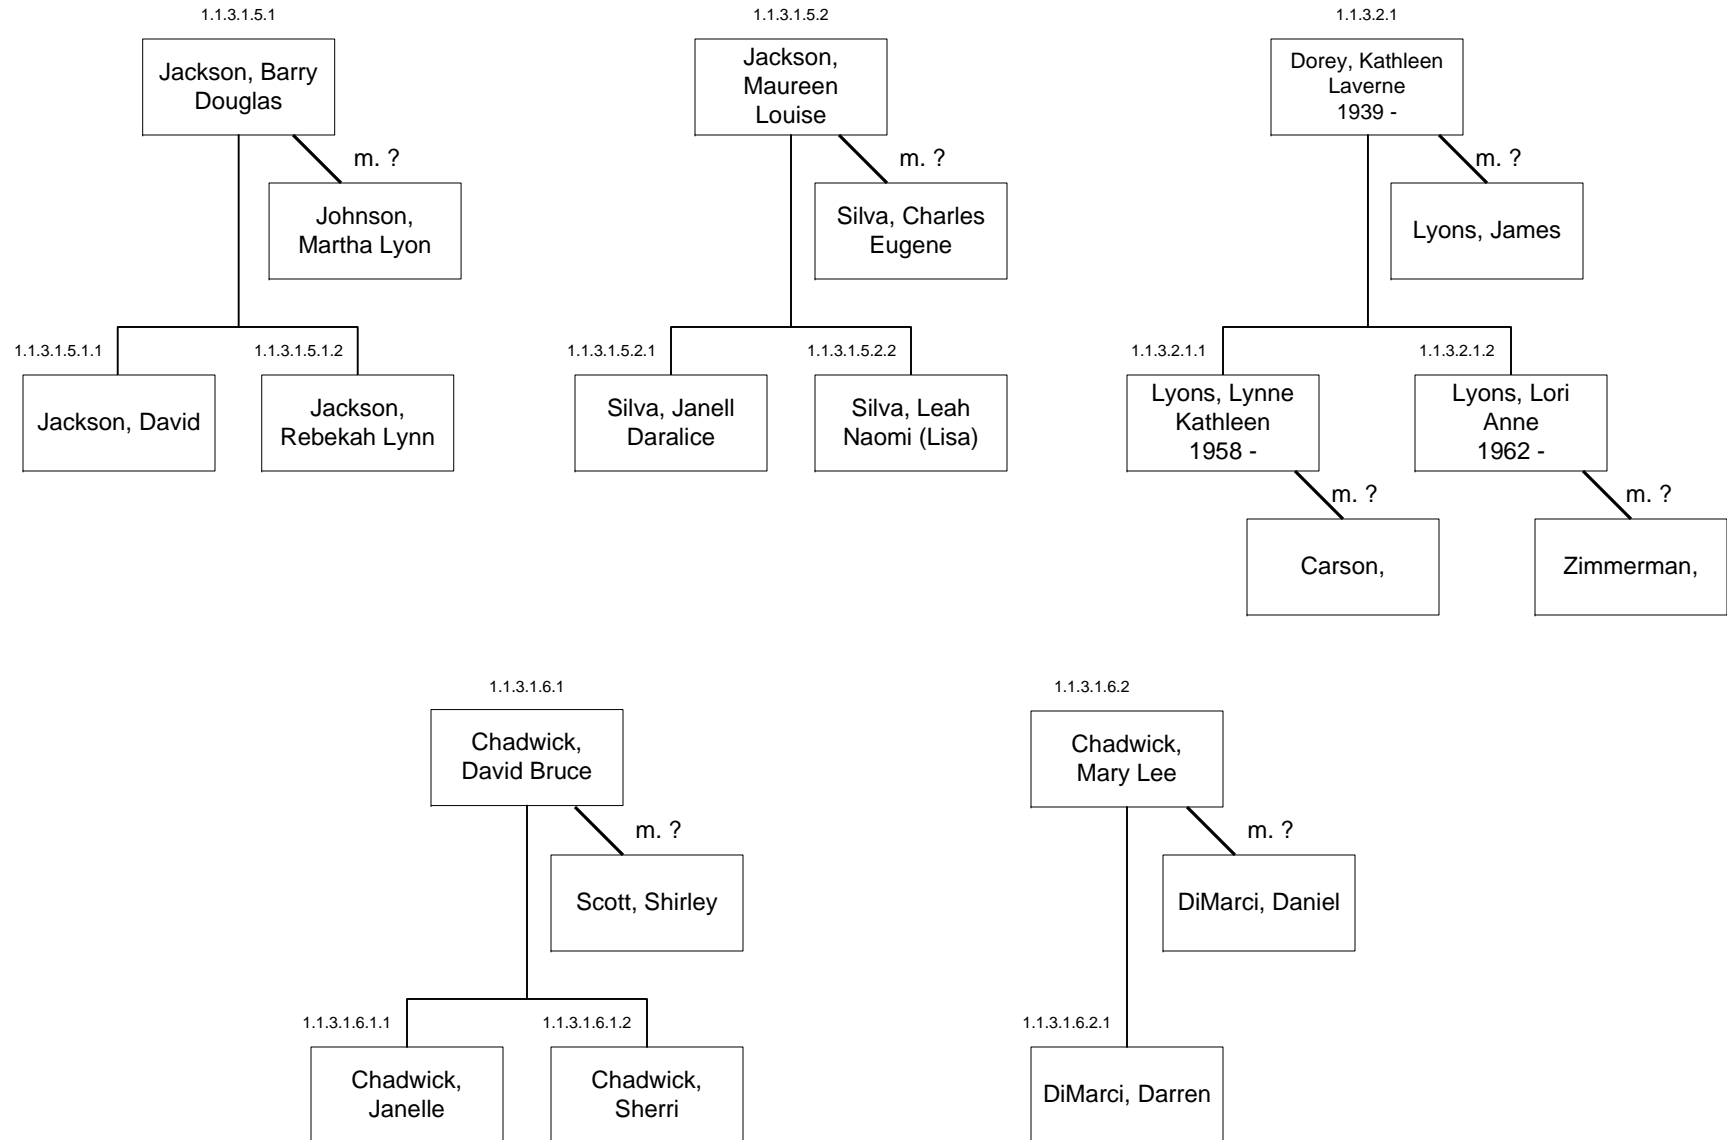 1.1.3.1.5.1
Jackson, Barry
Douglas
m. ?
Johnson,
Martha Lyon
1.1.3.1.5.1.1
Jackson, David
1.1.3.1.5.1.2
Jackson,
Rebekah Lynn
1.1.3.1.5.2
Jackson,
Maureen
Louise
m. ?
Silva, Charles
Eugene
1.1.3.1.5.2.1
Silva, Janell
Daralice
1.1.3.1.5.2.2
Silva, Leah
Naomi (Lisa)
1.1.3.2.1
Dorey, Kathleen
Laverne
1939 -
m. ?
Lyons, James
1.1.3.2.1.1
Lyons, Lynne
Kathleen
1958 -
m. ?
Carson,
1.1.3.2.1.2
Lyons, Lori
Anne
1962 -
m. ?
Zimmerman,
1.1.3.1.6.1
Chadwick,
David Bruce
m. ?
Scott, Shirley
1.1.3.1.6.1.1
Chadwick,
Janelle
1.1.3.1.6.1.2
Chadwick,
Sherri
1.1.3.1.6.2
Chadwick,
Mary Lee
m. ?
DiMarci, Daniel
1.1.3.1.6.2.1
DiMarci, Darren